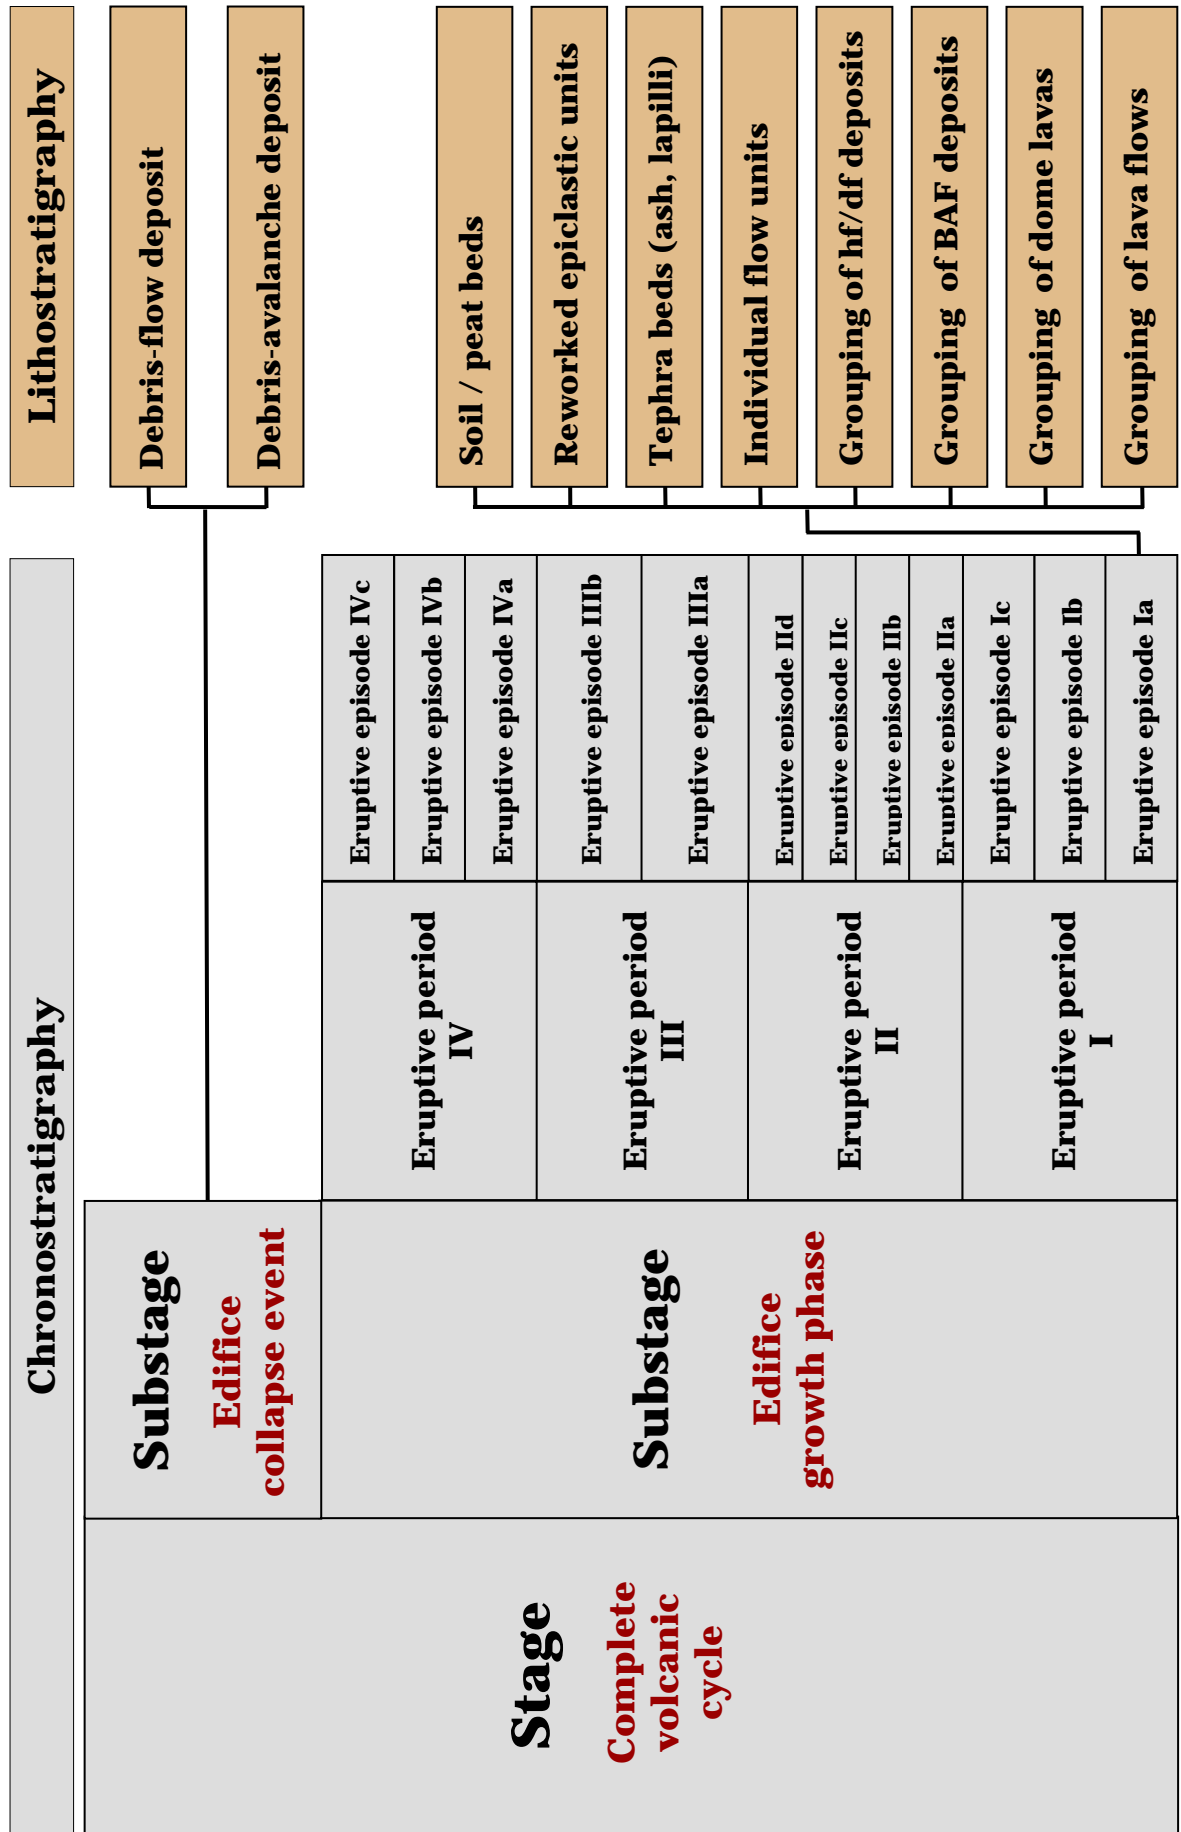 Chronostratigraphy
Lithostratigraphy
Stage
Complete
volcanic
cycle
Substage
Edifice
collapse event
Substage
Edifice
growth phase
Eruptive period
IV
Eruptive period
III
Eruptive period
II
Eruptive period
I
Eruptive episode IVc
Eruptive episode IVb
Eruptive episode IVa
Eruptive episode IIIb
Eruptive episode IIIa
Eruptive episode IId
Eruptive episode IIc
Eruptive episode IIb
Eruptive episode IIa
Eruptive episode Ic
Eruptive episode Ib
Eruptive episode Ia
Debris-flow deposit
Debris-avalanche deposit
Soil / peat beds
Reworked epiclastic units
Tephra beds (ash, lapilli)
Individual flow units
Grouping of hf/df deposits
Grouping of BAF deposits
Grouping of dome lavas
Grouping of lava flows